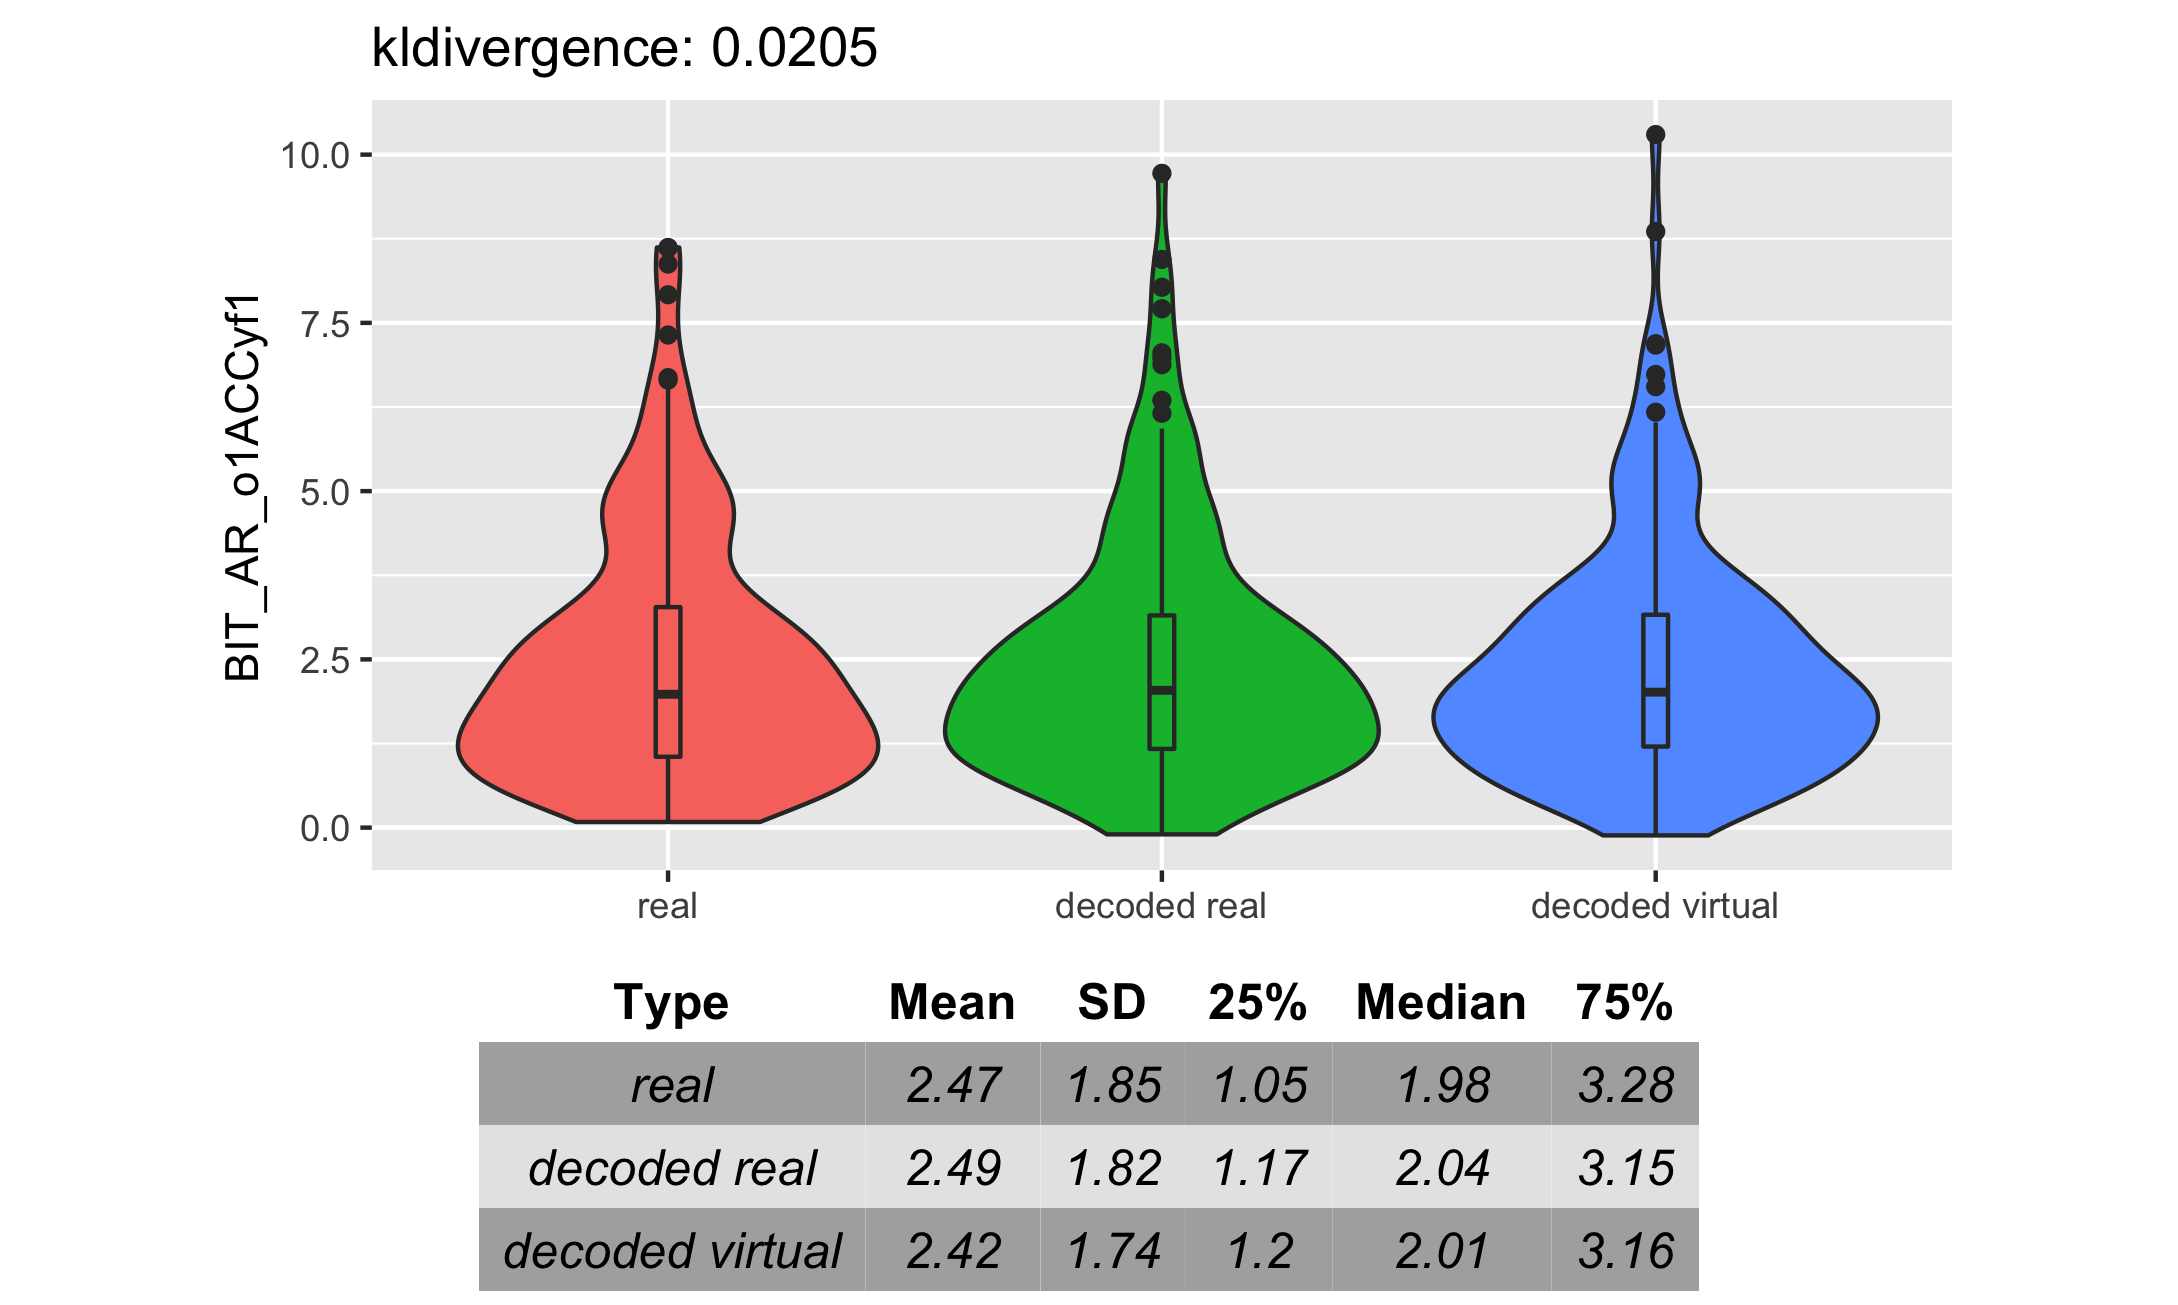 kldivergence: 0.0205
BIT_AR_o1ACCyf1
10.0
7.5
5.0
2.5
0.0
real decoded real decoded virtual
Type Mean SD 25% Median 75%
real 2.47 1.85 1.05 1.98 3.28
decoded real 2.49 1.82 1.17 2.04 3.15
decoded virtual 2.42 1.74 1.2 2.01 3.16